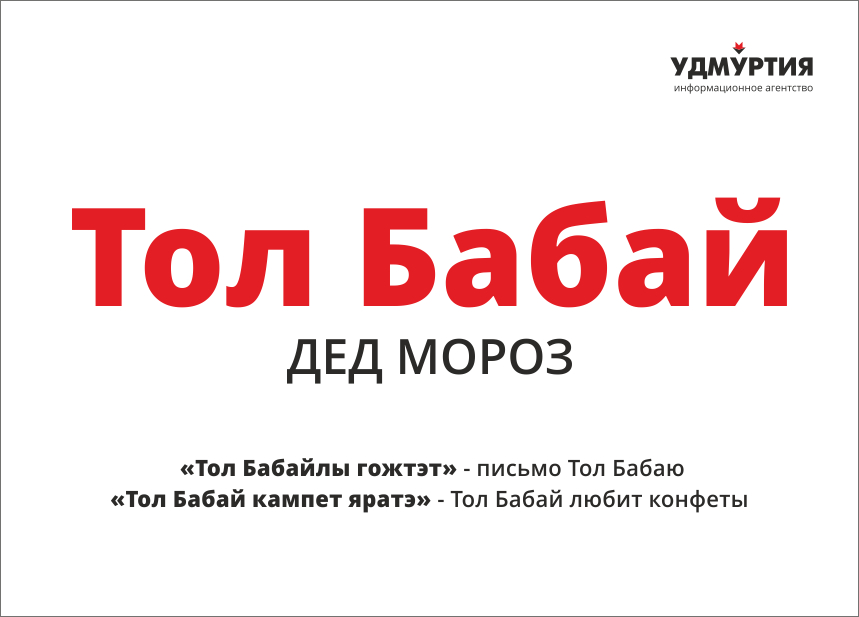 УДМУРТИЯ
информационное агентство
Тол Бабай
ДЕД МОРОЗ
«Тол Бабайлы гожтэт» - письмо Тол Бабаю
«Тол Бабай кампет яратэ» - Тол Бабай любит конфеты